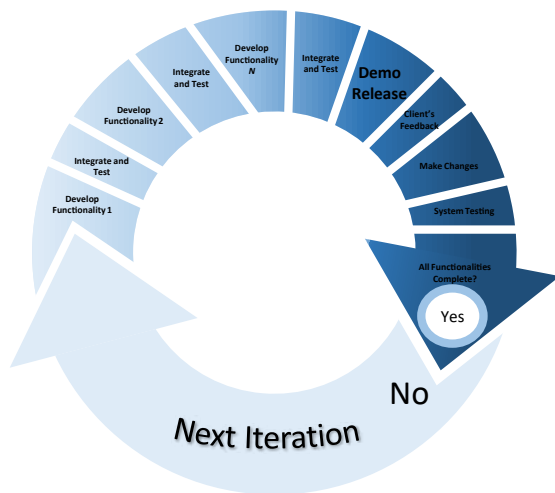 Develop
Functionality 1
Integrate and
Test
Develop
Functionality 2
Integrate
and Test
Develop
Functionality
N
Integrate
and Test
Demo
Release
Client's
Feedback
Make Changes
System Testing
All Functionalities
Complete?
Yes
No
Next Iteration